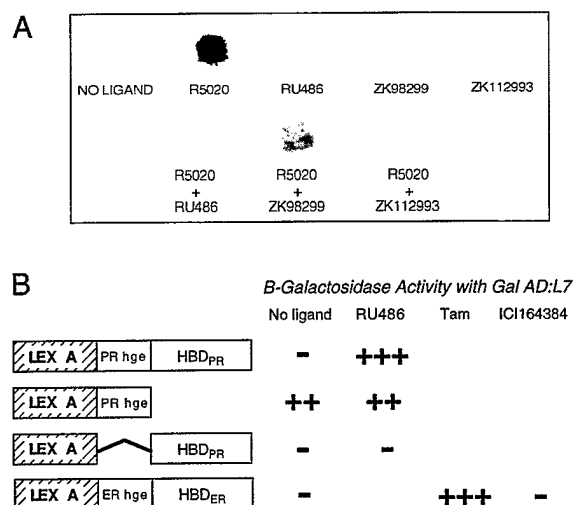 A
NO LIGAND R5020 RU486 ZK98299 ZK112993
R5020 R5020 R5020
+ + +
RU486 ZK98299 ZK112993
B
B-Galactosidase Activity with Gal AD:L7
No ligand RU486 Tam ICI164384
LEX A PR hge HBDPR - +++
LEX A PR hge ++ ++
LEX A HBDPR - -
LEX A ER hge HBDER - +++ -